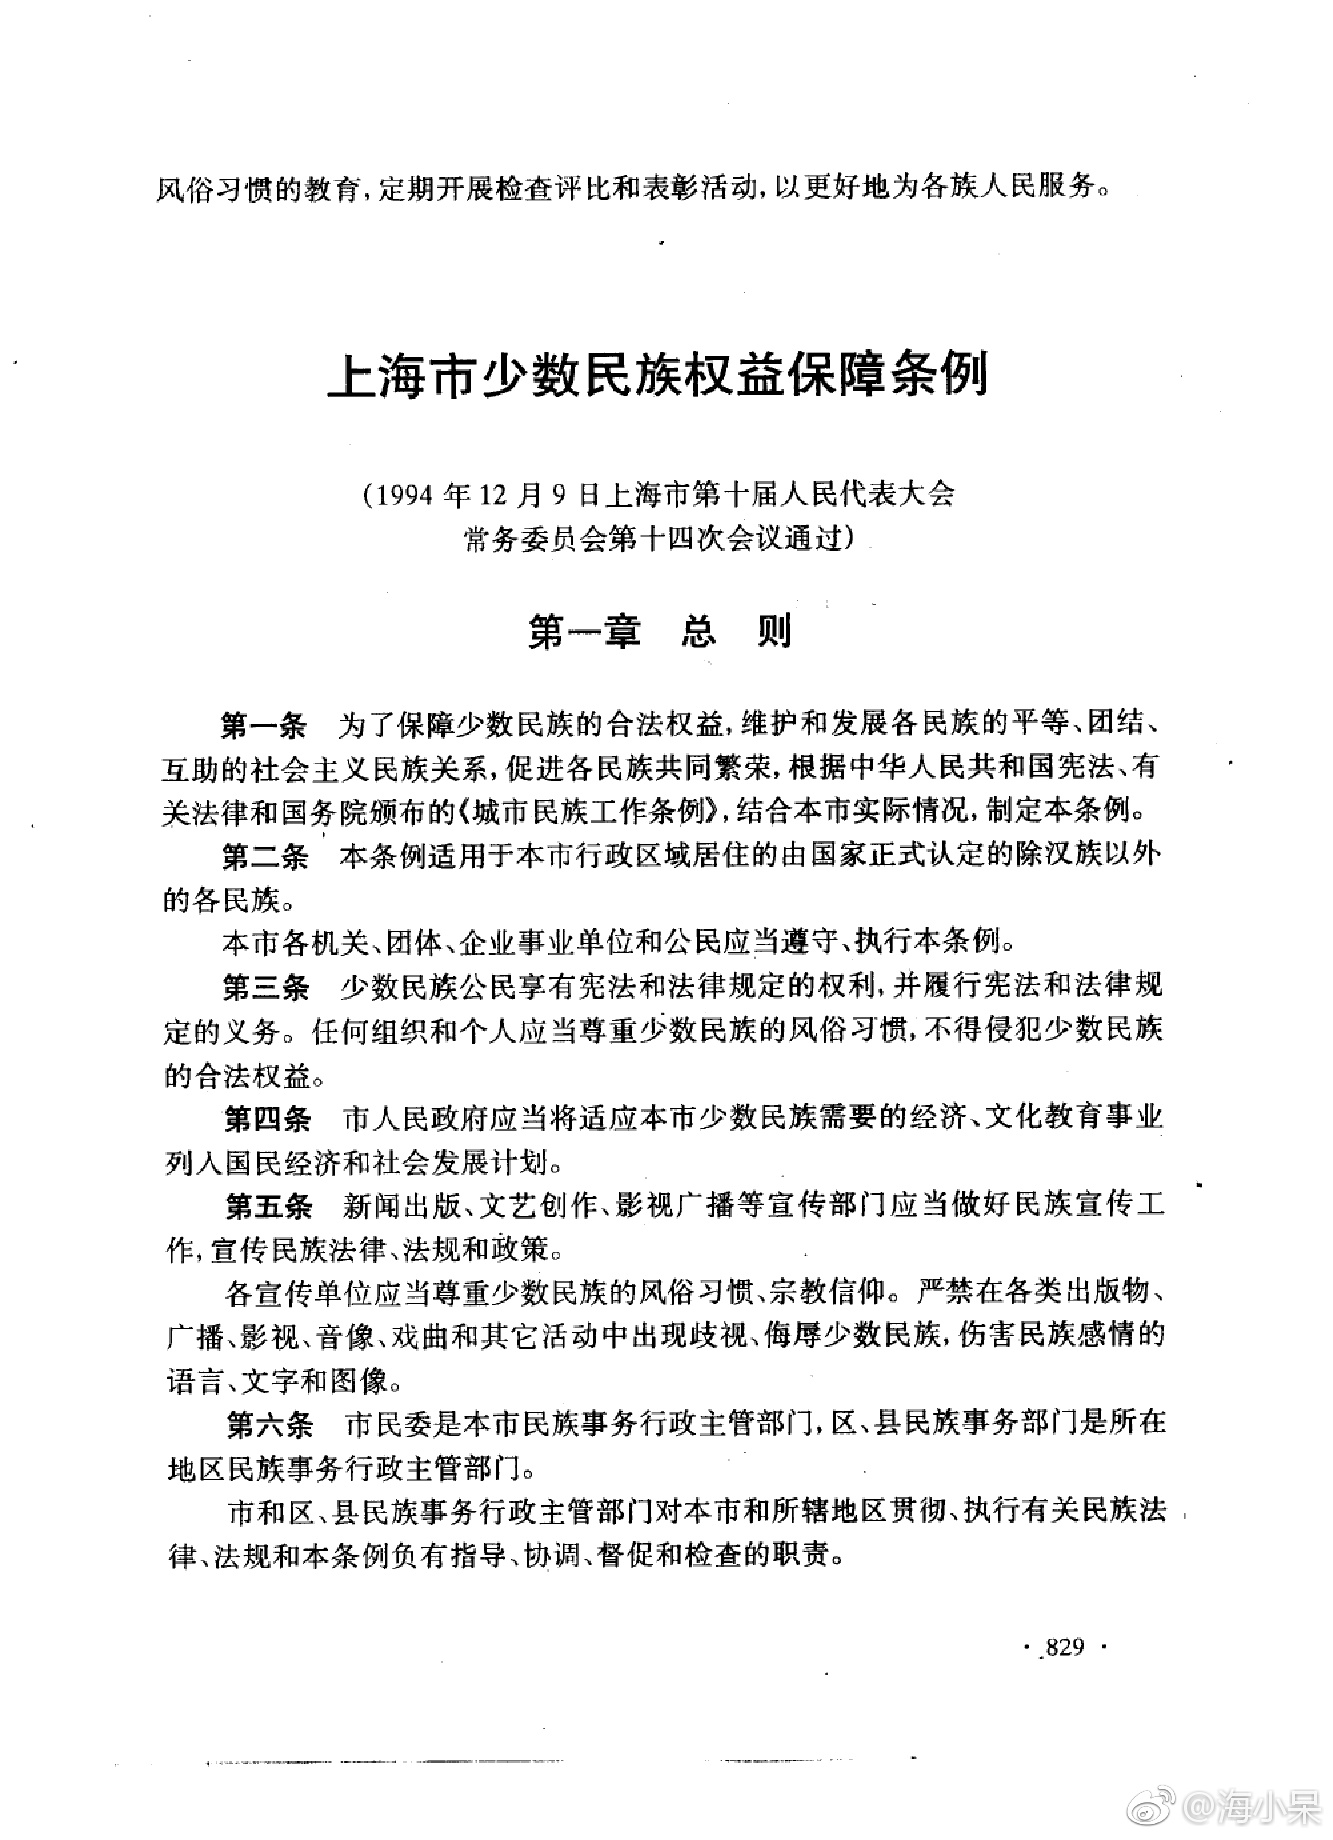 风俗习惯的教育,定期开展检查评比和表彰活动,以更好地为各族人民服务。
上海市少数民族权益保障条例
(1994年12月9日上海市第十届人民代表大会
常务委员会第十四次会议通过)
第一章 总 则
第一条 为了保障少数民族的合法权益,维护和发展各民族的平等、团结、
互助的社会主义民族关系,促进各民族共同繁荣,根据中华人民共和国宪法、有
关法律和国务院颁布的《城市民族工作条例》,结合本市实际情况,制定本条例。
第二条 本条例适用于本市行政区域居住的由国家正式认定的除汉族以外
的各民族。
本市各机关、团体、企业事业单位和公民应当遵守、执行本条例。
第三条 少数民族公民享有宪法和法律规定的权利,并履行宪法和法律规
定的义务。任何组织和个人应当尊重少数民族的风俗习惯,不得侵犯少数民族
的合法权益。
第四条 市人民政府应当将适应本市少数民族需要的经济、文化教育事业
列入国民经济和社会发展计划。
第五条 新闻出版、文艺创作、影视广播等宣传部门应当做好民族宣传工
作,宣传民族法律、法规和政策。
各宣传单位应当尊重少数民族的风俗习惯、宗教信仰。严禁在各类出版物、
广播、影视、音像、戏曲和其它活动中出现歧视、侮辱少数民族,伤害民族感情的
语言、文字和图像。
第六条 市民委是本市民族事务行政主管部门,区、县民族事务部门是所在
地区民族事务行政主管部门。
市和区、县民族事务行政主管部门对本市和所辖地区贯彻、执行有关民族法
律、法规和本条例负有指导、协调、督促和检查的职责。
· 829 ·
@海小呆